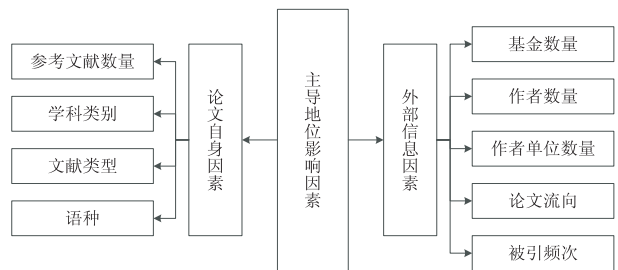 参考文献数量
学科类别
文献类型
语种
论文自身因素
主导地位影响因素
外部信息因素
基金数量
作者数量
作者单位数量
论文流向
被引频次